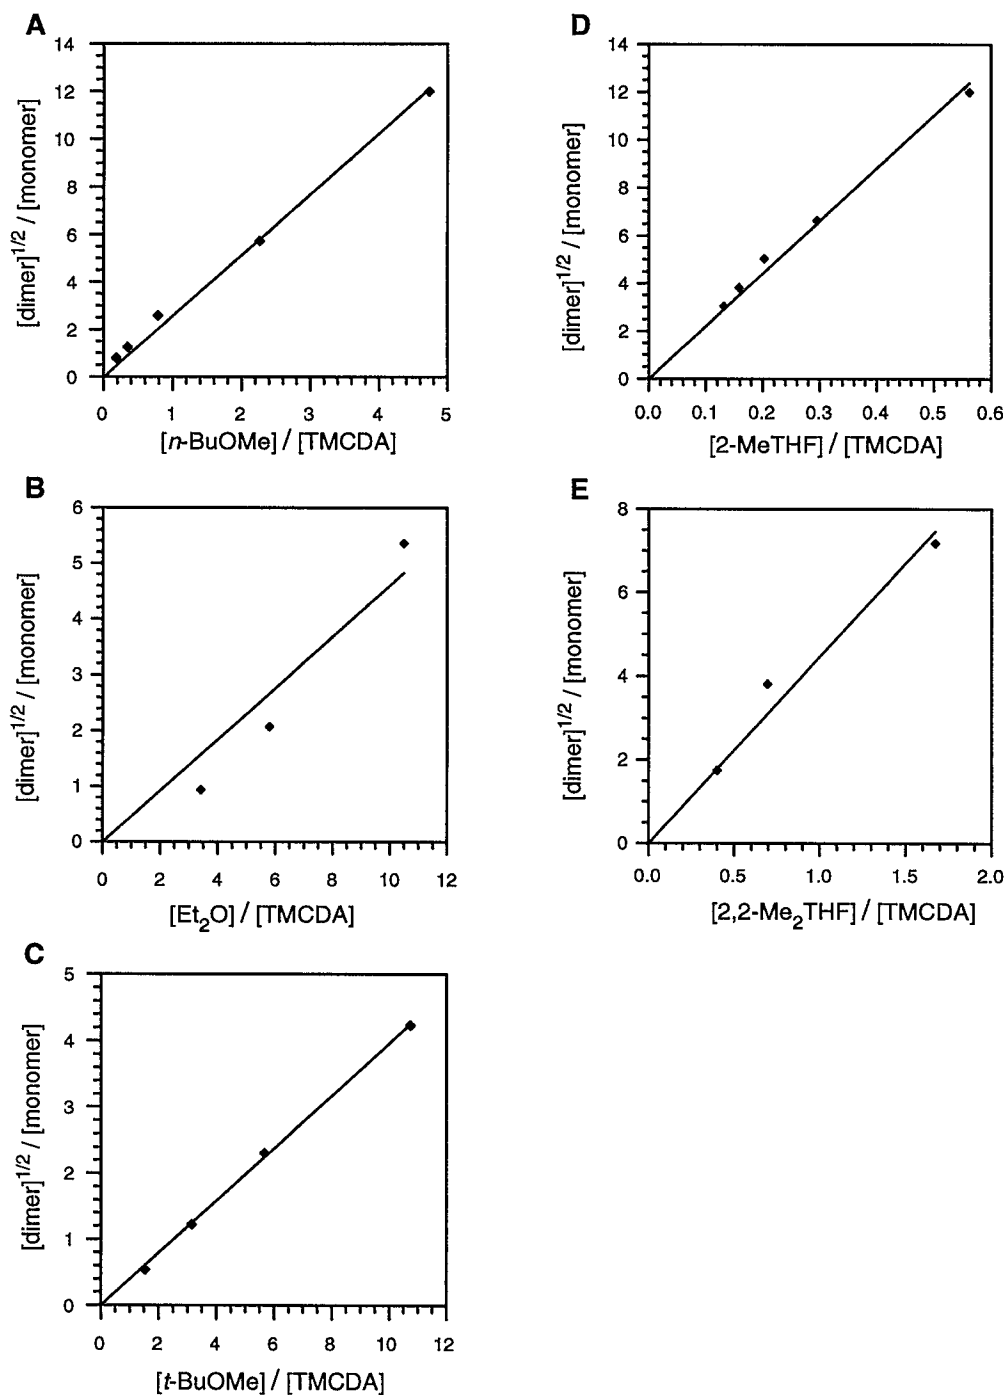 A
14
12
10
8
6
4
2
0
[dimer]1/2 / [monomer]
0 1 2 3 4 5
[n-BuOMe] / [TMCDA]
D
14
12
10
8
6
4
2
0
[dimer]1/2 / [monomer]
0.0 0.1 0.2 0.3 0.4 0.5 0.6
[2-MeTHF] / [TMCDA]
B
6
5
4
3
2
1
0
[dimer]1/2 / [monomer]
0 2 4 6 8 10 12
[Et2O] / [TMCDA]
E
8
6
4
2
0
[dimer]1/2 / [monomer]
0.0 0.5 1.0 1.5 2.0
[2,2-Me2THF] / [TMCDA]
C
5
4
3
2
1
0
[dimer]1/2 / [monomer]
0 2 4 6 8 10 12
[t-BuOMe] / [TMCDA]